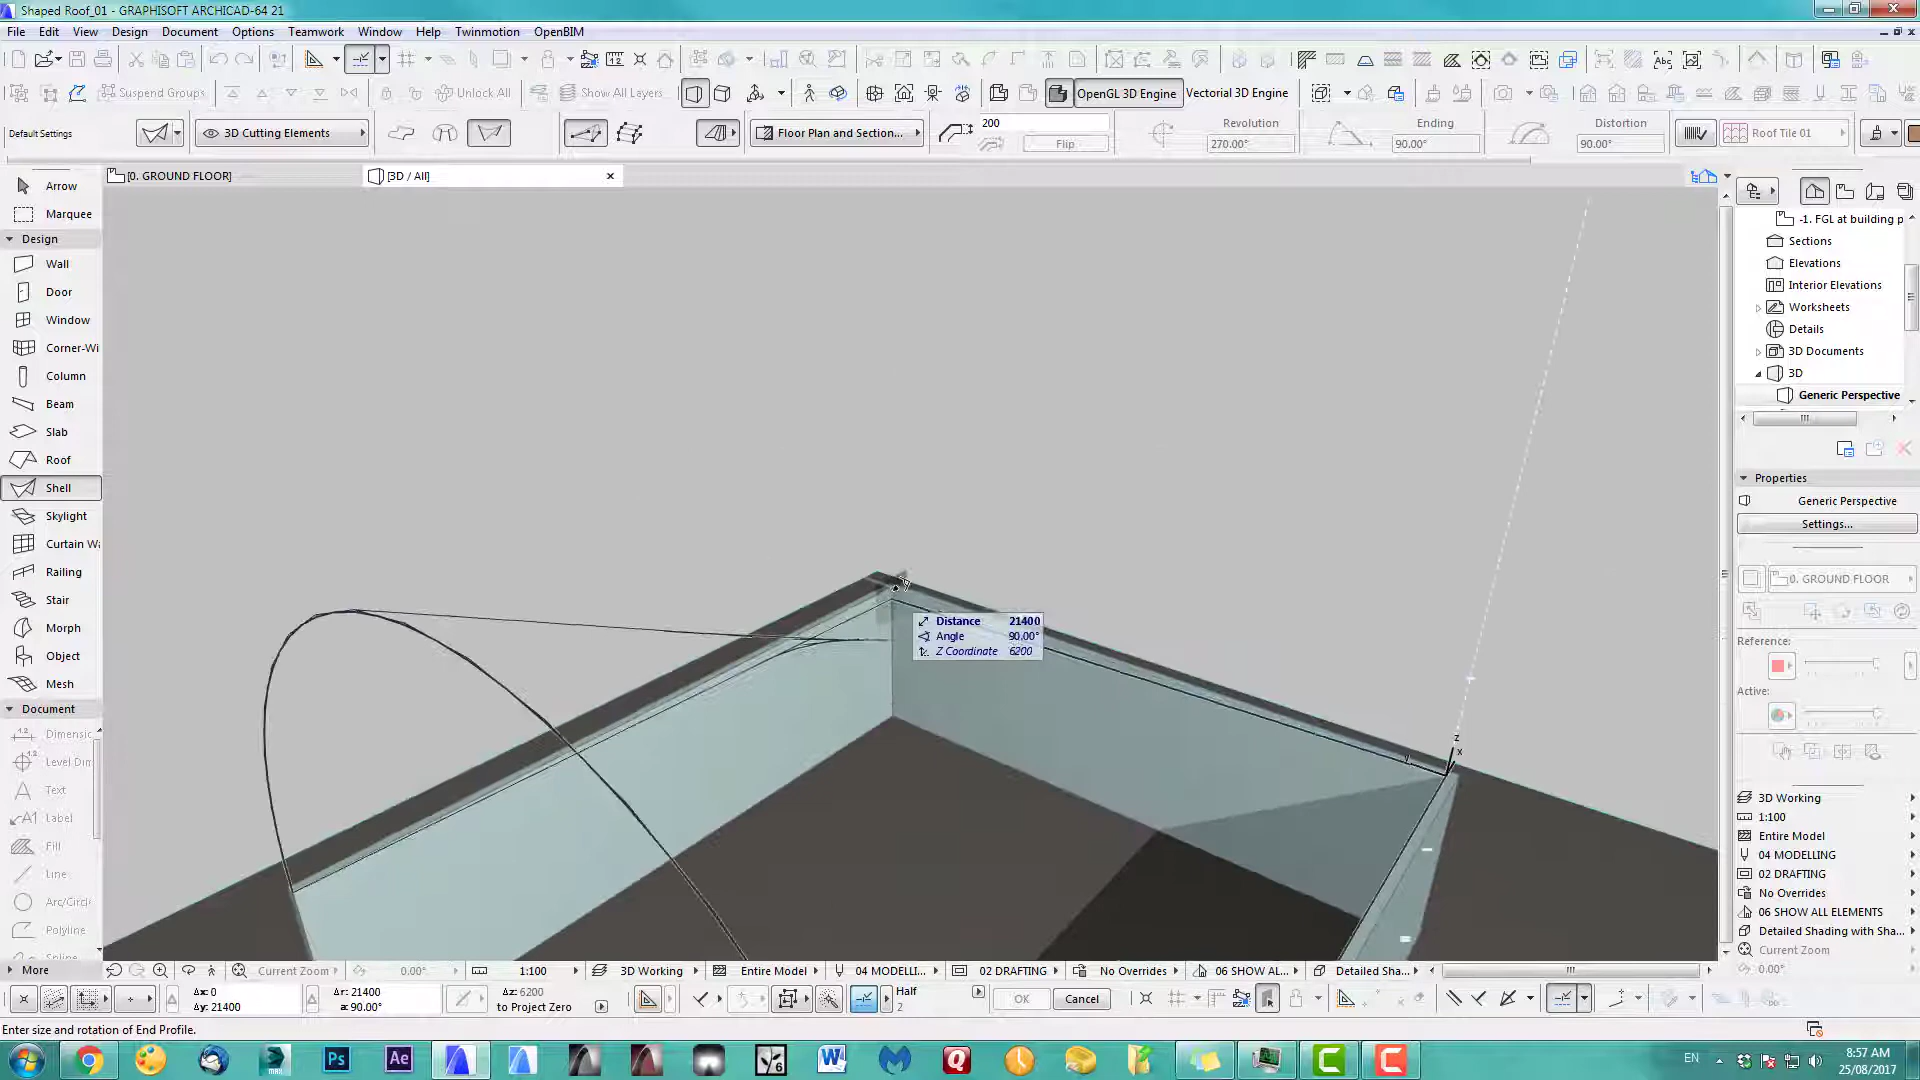 Shaped Roof_01 - GRAPHISOFT ARCHICAD-64 21
File Edit View Design Document Options Teamwork Window Help Twinmotion OpenBIM
Suspend Groups Unlock All Show All Layers OpenGL 3D Engine Vectorial 3D Engine
Default Settings 3D Cutting Elements Floor Plan and Section... 200 Flip Revolution 270.00° Ending 90.00° Distortion 90.00° Roof Tile 01
[0. GROUND FLOOR] [3D / All]
Arrow
Marquee
Design
Wall
Door
Window
Corner-Wi
Column
Beam
Slab
Roof
Shell
Skylight
Curtain Wa
Railing
Stair
Morph
Object
Mesh
Document
Dimensic
Level Dim
Text
Label
Fill
Line
Arc/Circl
Polyline
Spline
More
Distance 21400
Angle 90.00°
Z Coordinate 6200
z
x
y
-1. FGL at building p
Sections
Elevations
Interior Elevations
Worksheets
Details
3D Documents
3D
Generic Perspective
Properties
Generic Perspective
Settings...
0. GROUND FLOOR
Reference:
Active:
3D Working
1:100
Entire Model
04 MODELLING
02 DRAFTING
No Overrides
06 SHOW ALL ELEMENTS
Detailed Shading with Sha...
Current Zoom
0.00°
Current Zoom 0.00° 1:100 3D Working Entire Model 04 MODELLI... 02 DRAFTING No Overrides 06 SHOW AL... Detailed Sha...
Δx: 0 Δr: 21400 Δz: 6200 Half OK Cancel
Δy: 21400 a: 90.00° to Project Zero 2
Enter size and rotation of End Profile.
EN 8:57 AM
25/08/2017